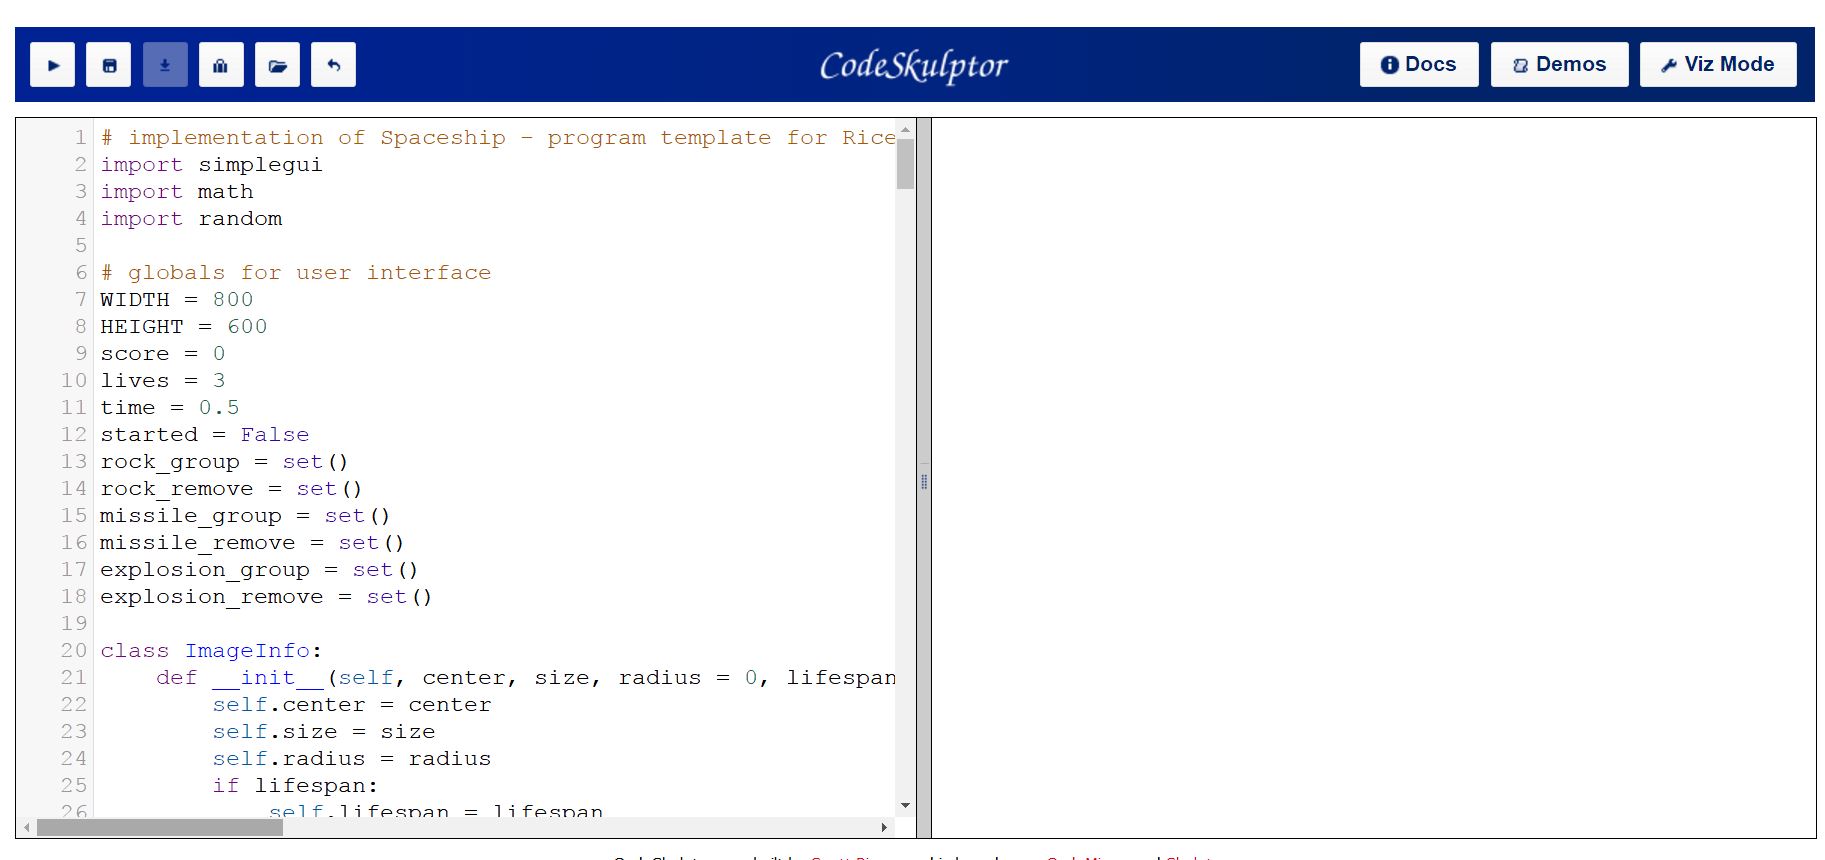 CodeSkulptor
Docs
Demos
Viz Mode
1 # implementation of Spaceship - program template for Rice
2 import simplegui
3 import math
4 import random
5
6 # globals for user interface
7 WIDTH = 800
8 HEIGHT = 600
9 score = 0
10 lives = 3
11 time = 0.5
12 started = False
13 rock_group = set()
14 rock_remove = set()
15 missile_group = set()
16 missile_remove = set()
17 explosion_group = set()
18 explosion_remove = set()
19
20 class ImageInfo:
21     def __init__(self, center, size, radius = 0, lifespan
22         self.center = center
23         self.size = size
24         self.radius = radius
25         if lifespan:
26             self.lifespan = lifespan